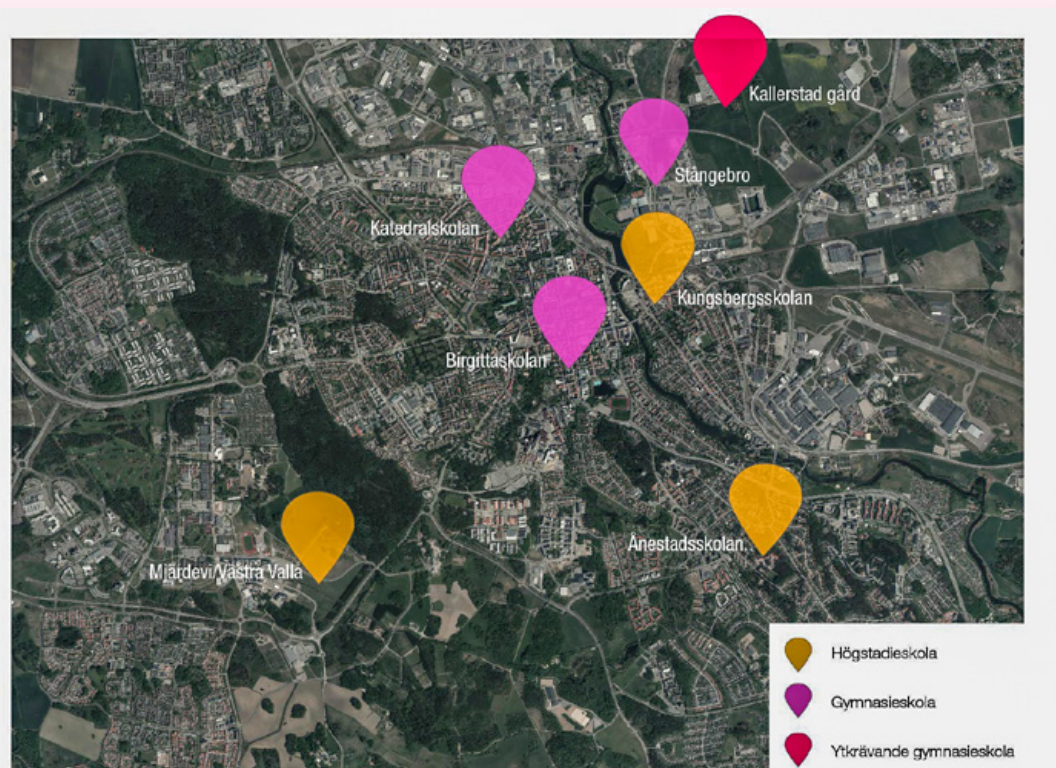 Kallerstad gård
Stångebro
Katedralskolan
Kungsbergsskolan
Birgittaskolan
Ånestadsskolan.
Mjärdevi/Västra Valla
Högstadieskola
Gymnasieskola
Ytkrävande gymnasieskola